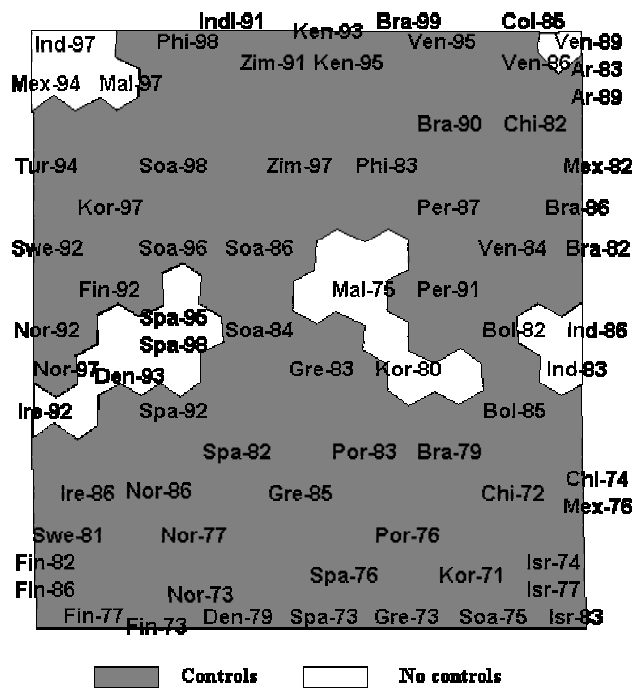 Indl-91 Ken-93 Bra-99 Col-85
Ind-97 Phi-98 Ven-95 Ven-89
Zim-91 Ken-95 Ven-86 Ar-83
Mex-94 Mal-97 Ar-89
Bra-90 Chi-82
Tur-94 Soa-98 Zim-97 Phi-83 Mex-82
Kor-97 Per-87 Bra-86
Swe-92 Soa-96 Soa-86 Ven-84 Bra-82
Fin-92 Mal-75 Per-91
Spa-95
Nor-92 Soa-84 Bol-82 Ind-86
Spa-98
Nor-97 Den-93 Gre-83 Kor-80 Ind-83
Ire-92 Spa-92 Bol-85
Spa-82 Por-83 Bra-79
Chi-74
Ire-86 Nor-86 Gre-85 Chi-72
Mex-76
Swe-81 Nor-77 Por-76
Fin-82 Isr-74
Spa-76 Kor-71
Fin-86 Nor-73 Isr-77
Fin-77 Fin-73 Den-79 Spa-73 Gre-73 Soa-75 Isr-83
Controls No controls